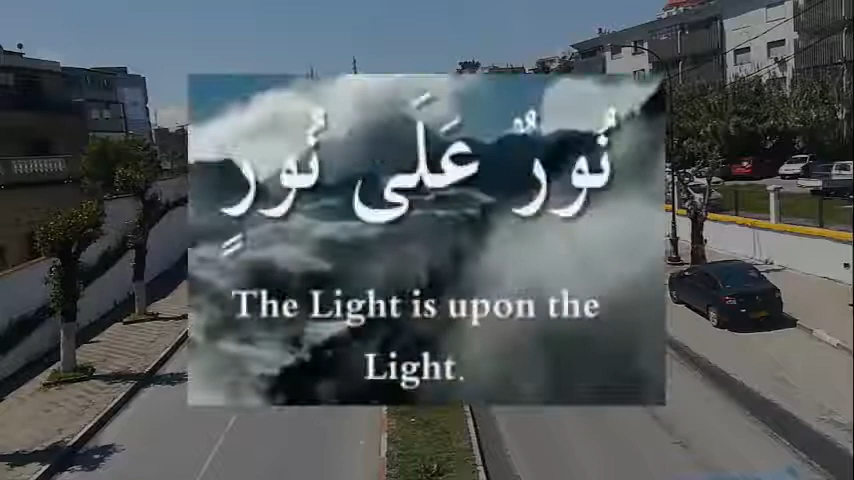 نُورٌ عَلَى نُورٍ
The Light is upon the
Light.